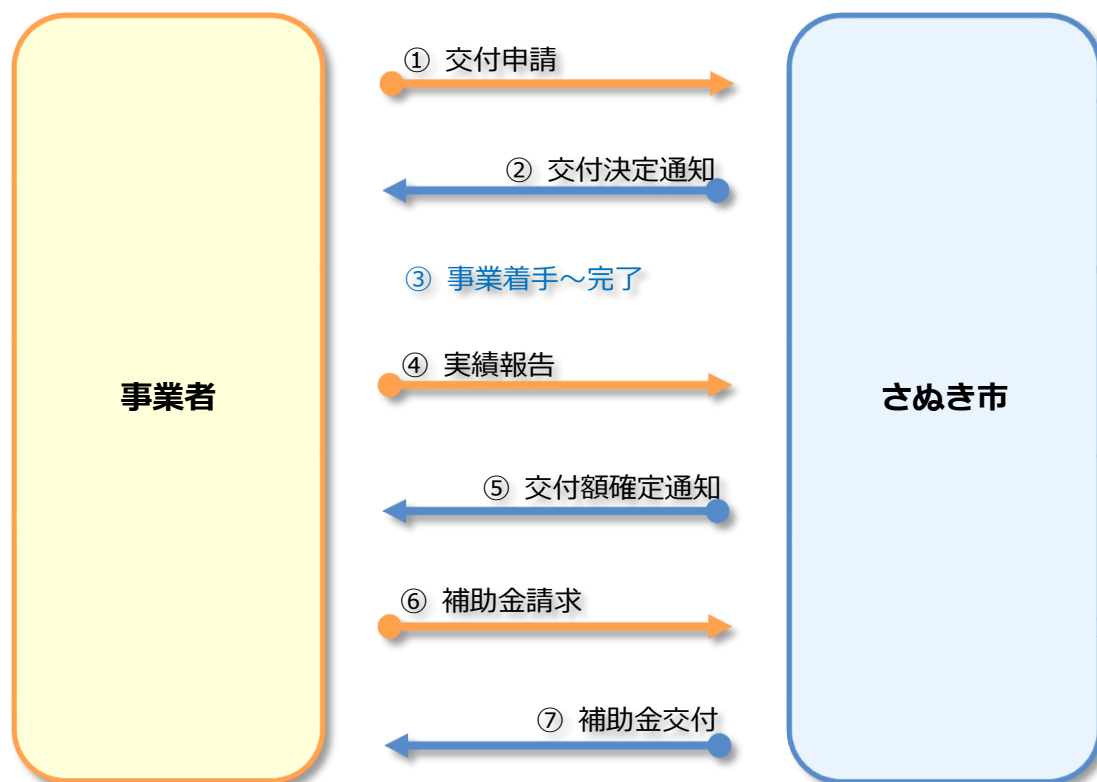 ① 交付申請
② 交付決定通知
③ 事業着手～完了
④ 実績報告
事業者
さぬき市
⑤ 交付額確定通知
⑥ 補助金請求
⑦ 補助金交付